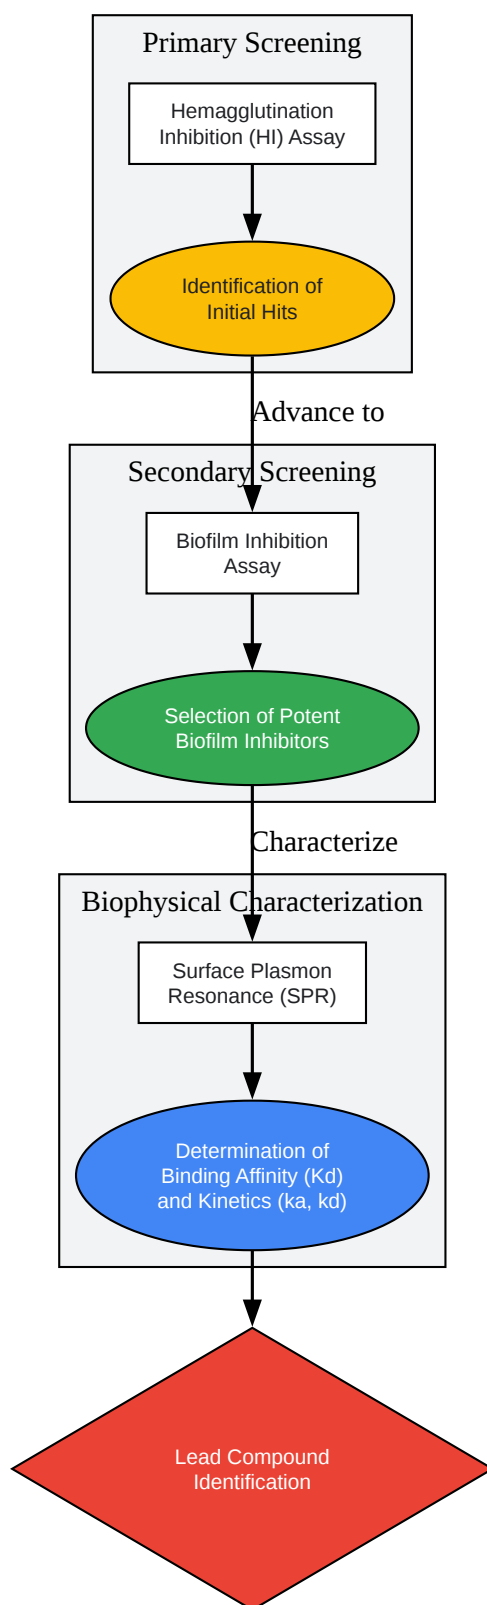 Primary Screening
Hemagglutination
Inhibition (HI) Assay
Identification of
Initial Hits
Advance to
Secondary Screening
Biofilm Inhibition
Assay
Selection of Potent
Biofilm Inhibitors
Characterize
Biophysical Characterization
Surface Plasmon
Resonance (SPR)
Determination of
Binding Affinity (Kd)
and Kinetics (ka, kd)
Lead Compound
Identification